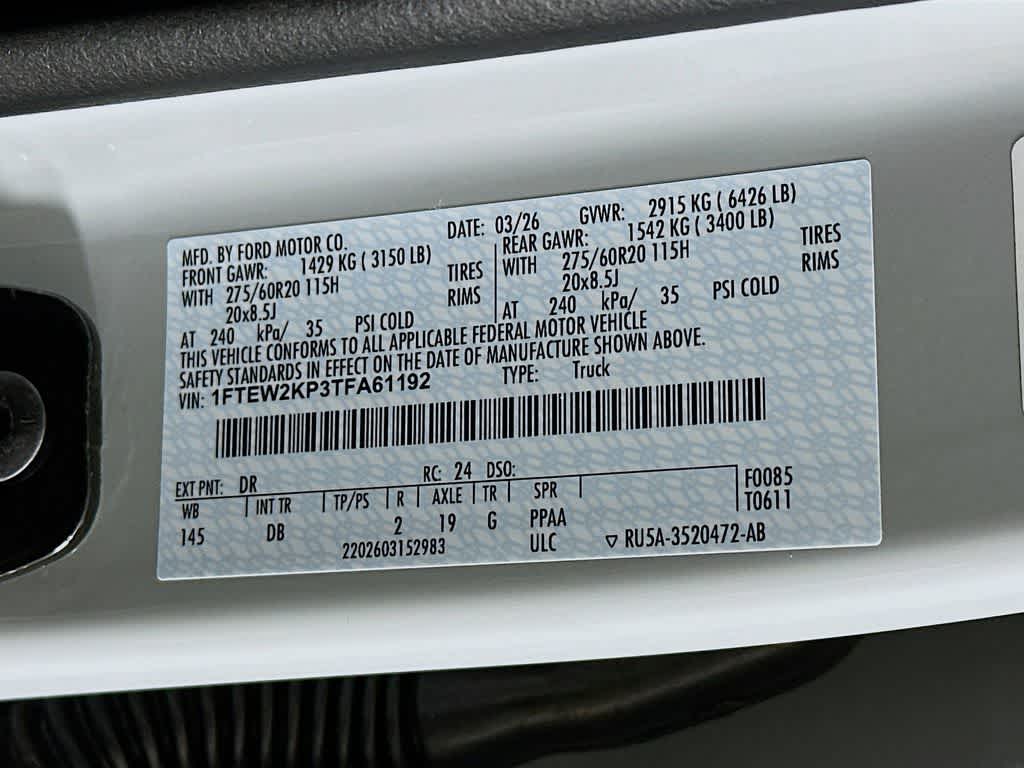 MFD. BY FORD MOTOR CO. DATE: 03/26 GVWR: 2915 KG ( 6426 LB)
FRONT GAWR: 1429 KG ( 3150 LB) REAR GAWR: 1542 KG ( 3400 LB)
WITH 275/60R20 115H TIRES WITH 275/60R20 115H TIRES
20x8.5J RIMS 20x8.5J RIMS
AT 240 kPa/ 35 PSI COLD AT 240 kPa/ 35 PSI COLD
THIS VEHICLE CONFORMS TO ALL APPLICABLE FEDERAL MOTOR VEHICLE
SAFETY STANDARDS IN EFFECT ON THE DATE OF MANUFACTURE SHOWN ABOVE.
VIN: 1FTEW2KP3TFA61192 TYPE: Truck
EXT PNT: DR RC: 24 DSO: F0085
WB INT TR TP/PS R AXLE TR SPR T0611
145 DB 2 19 G PPAA
2202603152983 ULC ▽ RU5A-3520472-AB